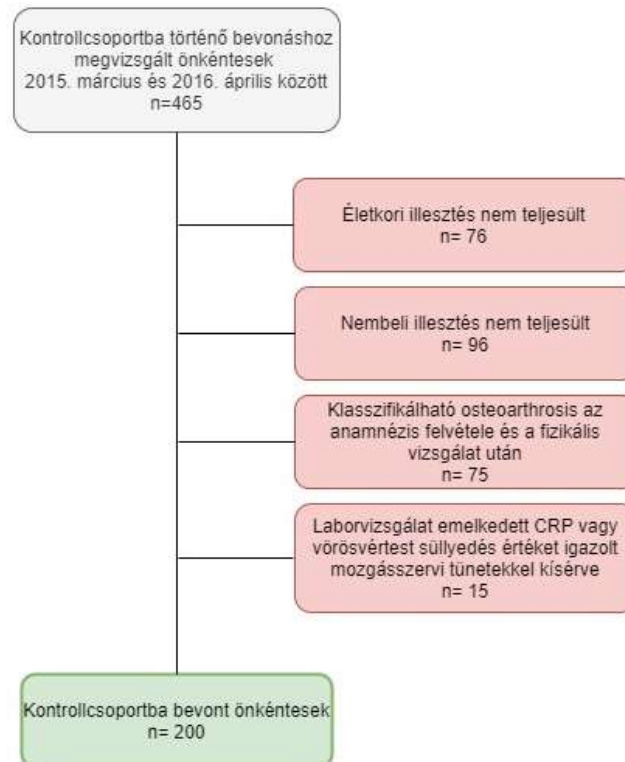 Kontrollcsoportba történő bevonáshoz
megvizsgált önkéntesek
2015. március és 2016. április között
n=465
Életkori illesztés nem teljesült
n= 76
Nembeli illesztés nem teljesült
n= 96
Klasszifikálható osteoarthrosis az
anamnézis felvétele és a fizikális
vizsgálat után
n= 75
Laborvizsgálat emelkedett CRP vagy
vörösvértest süllyedés értéket igazolt
mozgásszervi tünetekkel kísérve
n= 15
Kontrollcsoportba bevont önkéntesek
n= 200